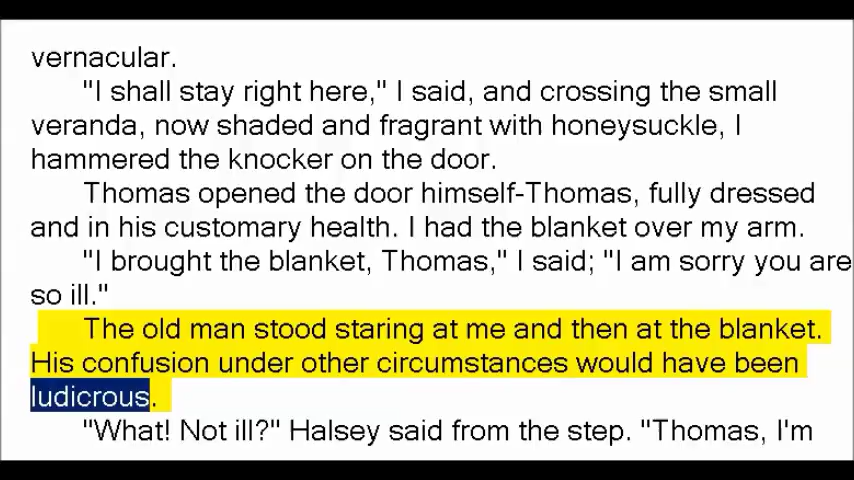 vernacular.
"I shall stay right here," I said, and crossing the small
veranda, now shaded and fragrant with honeysuckle, I
hammered the knocker on the door.
Thomas opened the door himself-Thomas, fully dressed
and in his customary health. I had the blanket over my arm.
"I brought the blanket, Thomas," I said; "I am sorry you are
so ill."
The old man stood staring at me and then at the blanket.
His confusion under other circumstances would have been
ludicrous.
"What! Not ill?" Halsey said from the step. "Thomas, I'm